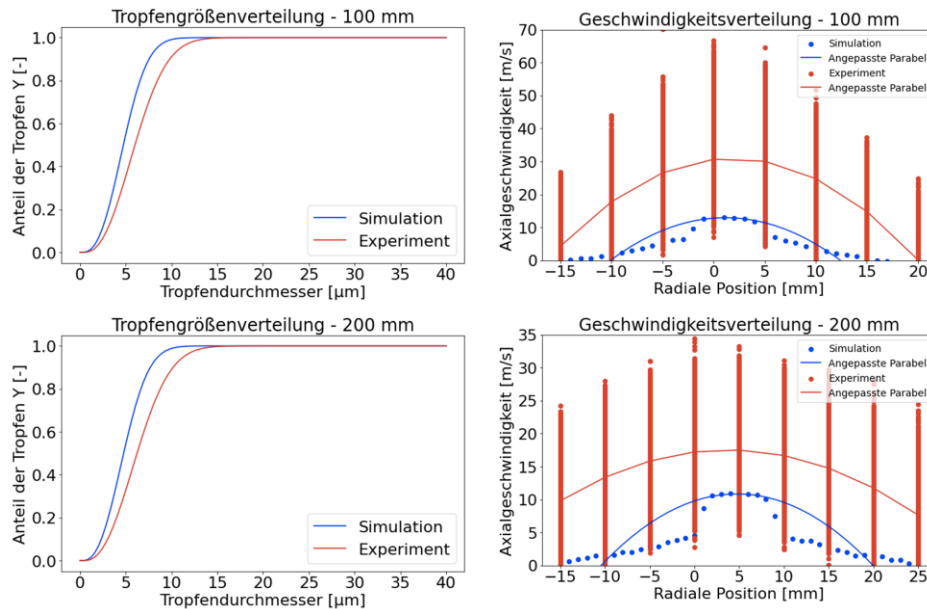 Tropfengrößenverteilung - 100 mm
Anteil der Tropfen Y [-]
1.0
0.8
0.6
0.4
0.2
0.0
Simulation
Experiment
0 5 10 15 20 25 30 35 40
Tropfendurchmesser [µm]
Geschwindigkeitsverteilung - 100 mm
Axialgeschwindigkeit [m/s]
70
60
50
40
30
20
10
0
Simulation
Angepasste Parabel
Experiment
Angepasste Parabel
−15 −10 −5 0 5 10 15 20
Radiale Position [mm]
Tropfengrößenverteilung - 200 mm
Anteil der Tropfen Y [-]
1.0
0.8
0.6
0.4
0.2
0.0
Simulation
Experiment
0 5 10 15 20 25 30 35 40
Tropfendurchmesser [µm]
Geschwindigkeitsverteilung - 200 mm
Axialgeschwindigkeit [m/s]
35
30
25
20
15
10
5
0
Simulation
Angepasste Parabel
Experiment
Angepasste Parabel
−15 −10 −5 0 5 10 15 20 25
Radiale Position [mm]